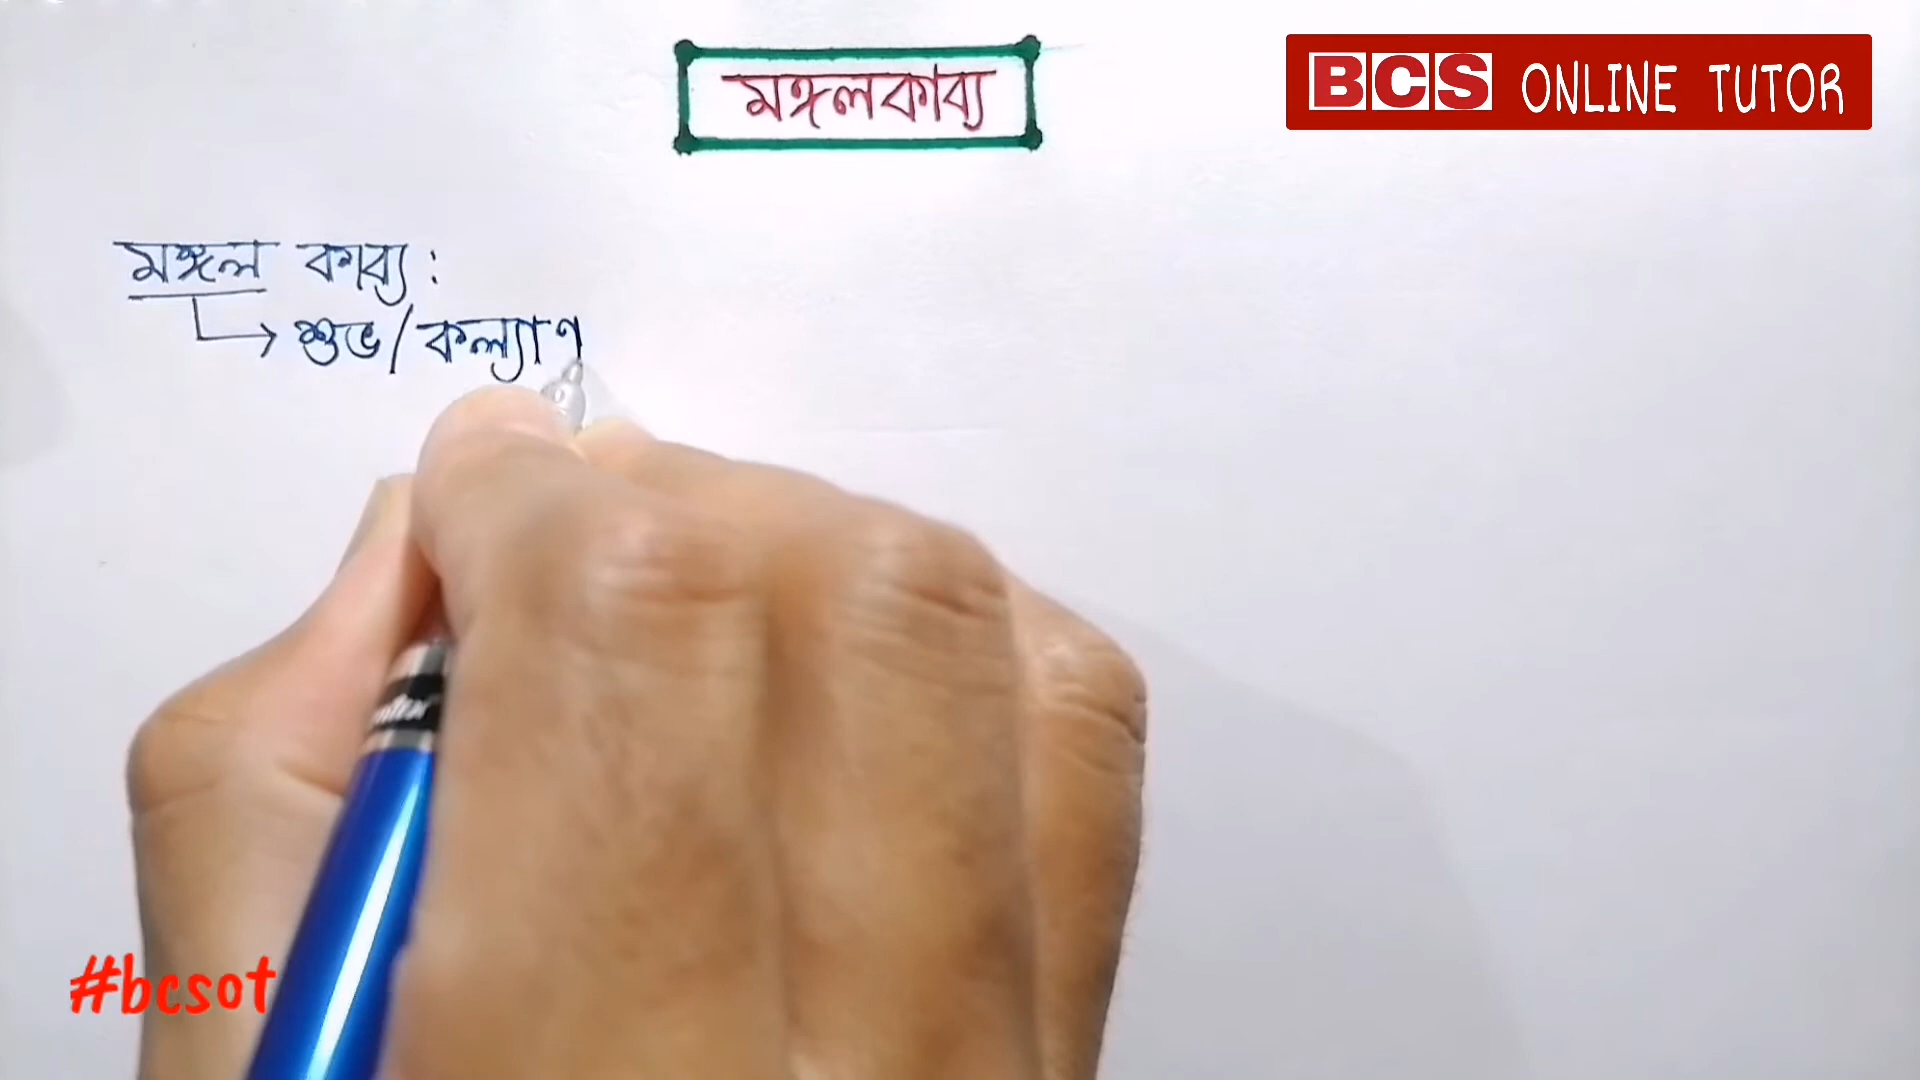 মঙ্গলকাব্য
BCS ONLINE TUTOR
মঙ্গল কাব্য :
→ শুভ/কল্যাণ
#bcsot